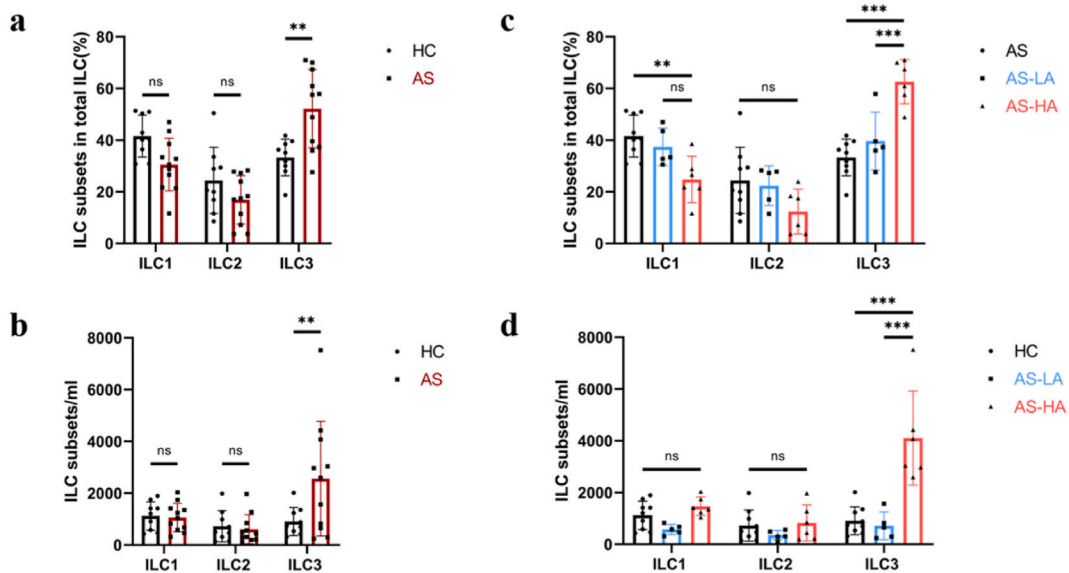 a
ILC subsets in total ILC(%)
80
60
40
20
0
ns
ns
**
ILC1
ILC2
ILC3
HC
AS
c
ILC subsets in total ILC(%)
80
60
40
20
0
**
ns
ns
***
***
ILC1
ILC2
ILC3
AS
AS-LA
AS-HA
b
ILC subsets/ml
8000
6000
4000
2000
0
ns
ns
**
ILC1
ILC2
ILC3
HC
AS
d
ILC subsets/ml
8000
6000
4000
2000
0
ns
ns
***
***
ILC1
ILC2
ILC3
HC
AS-LA
AS-HA